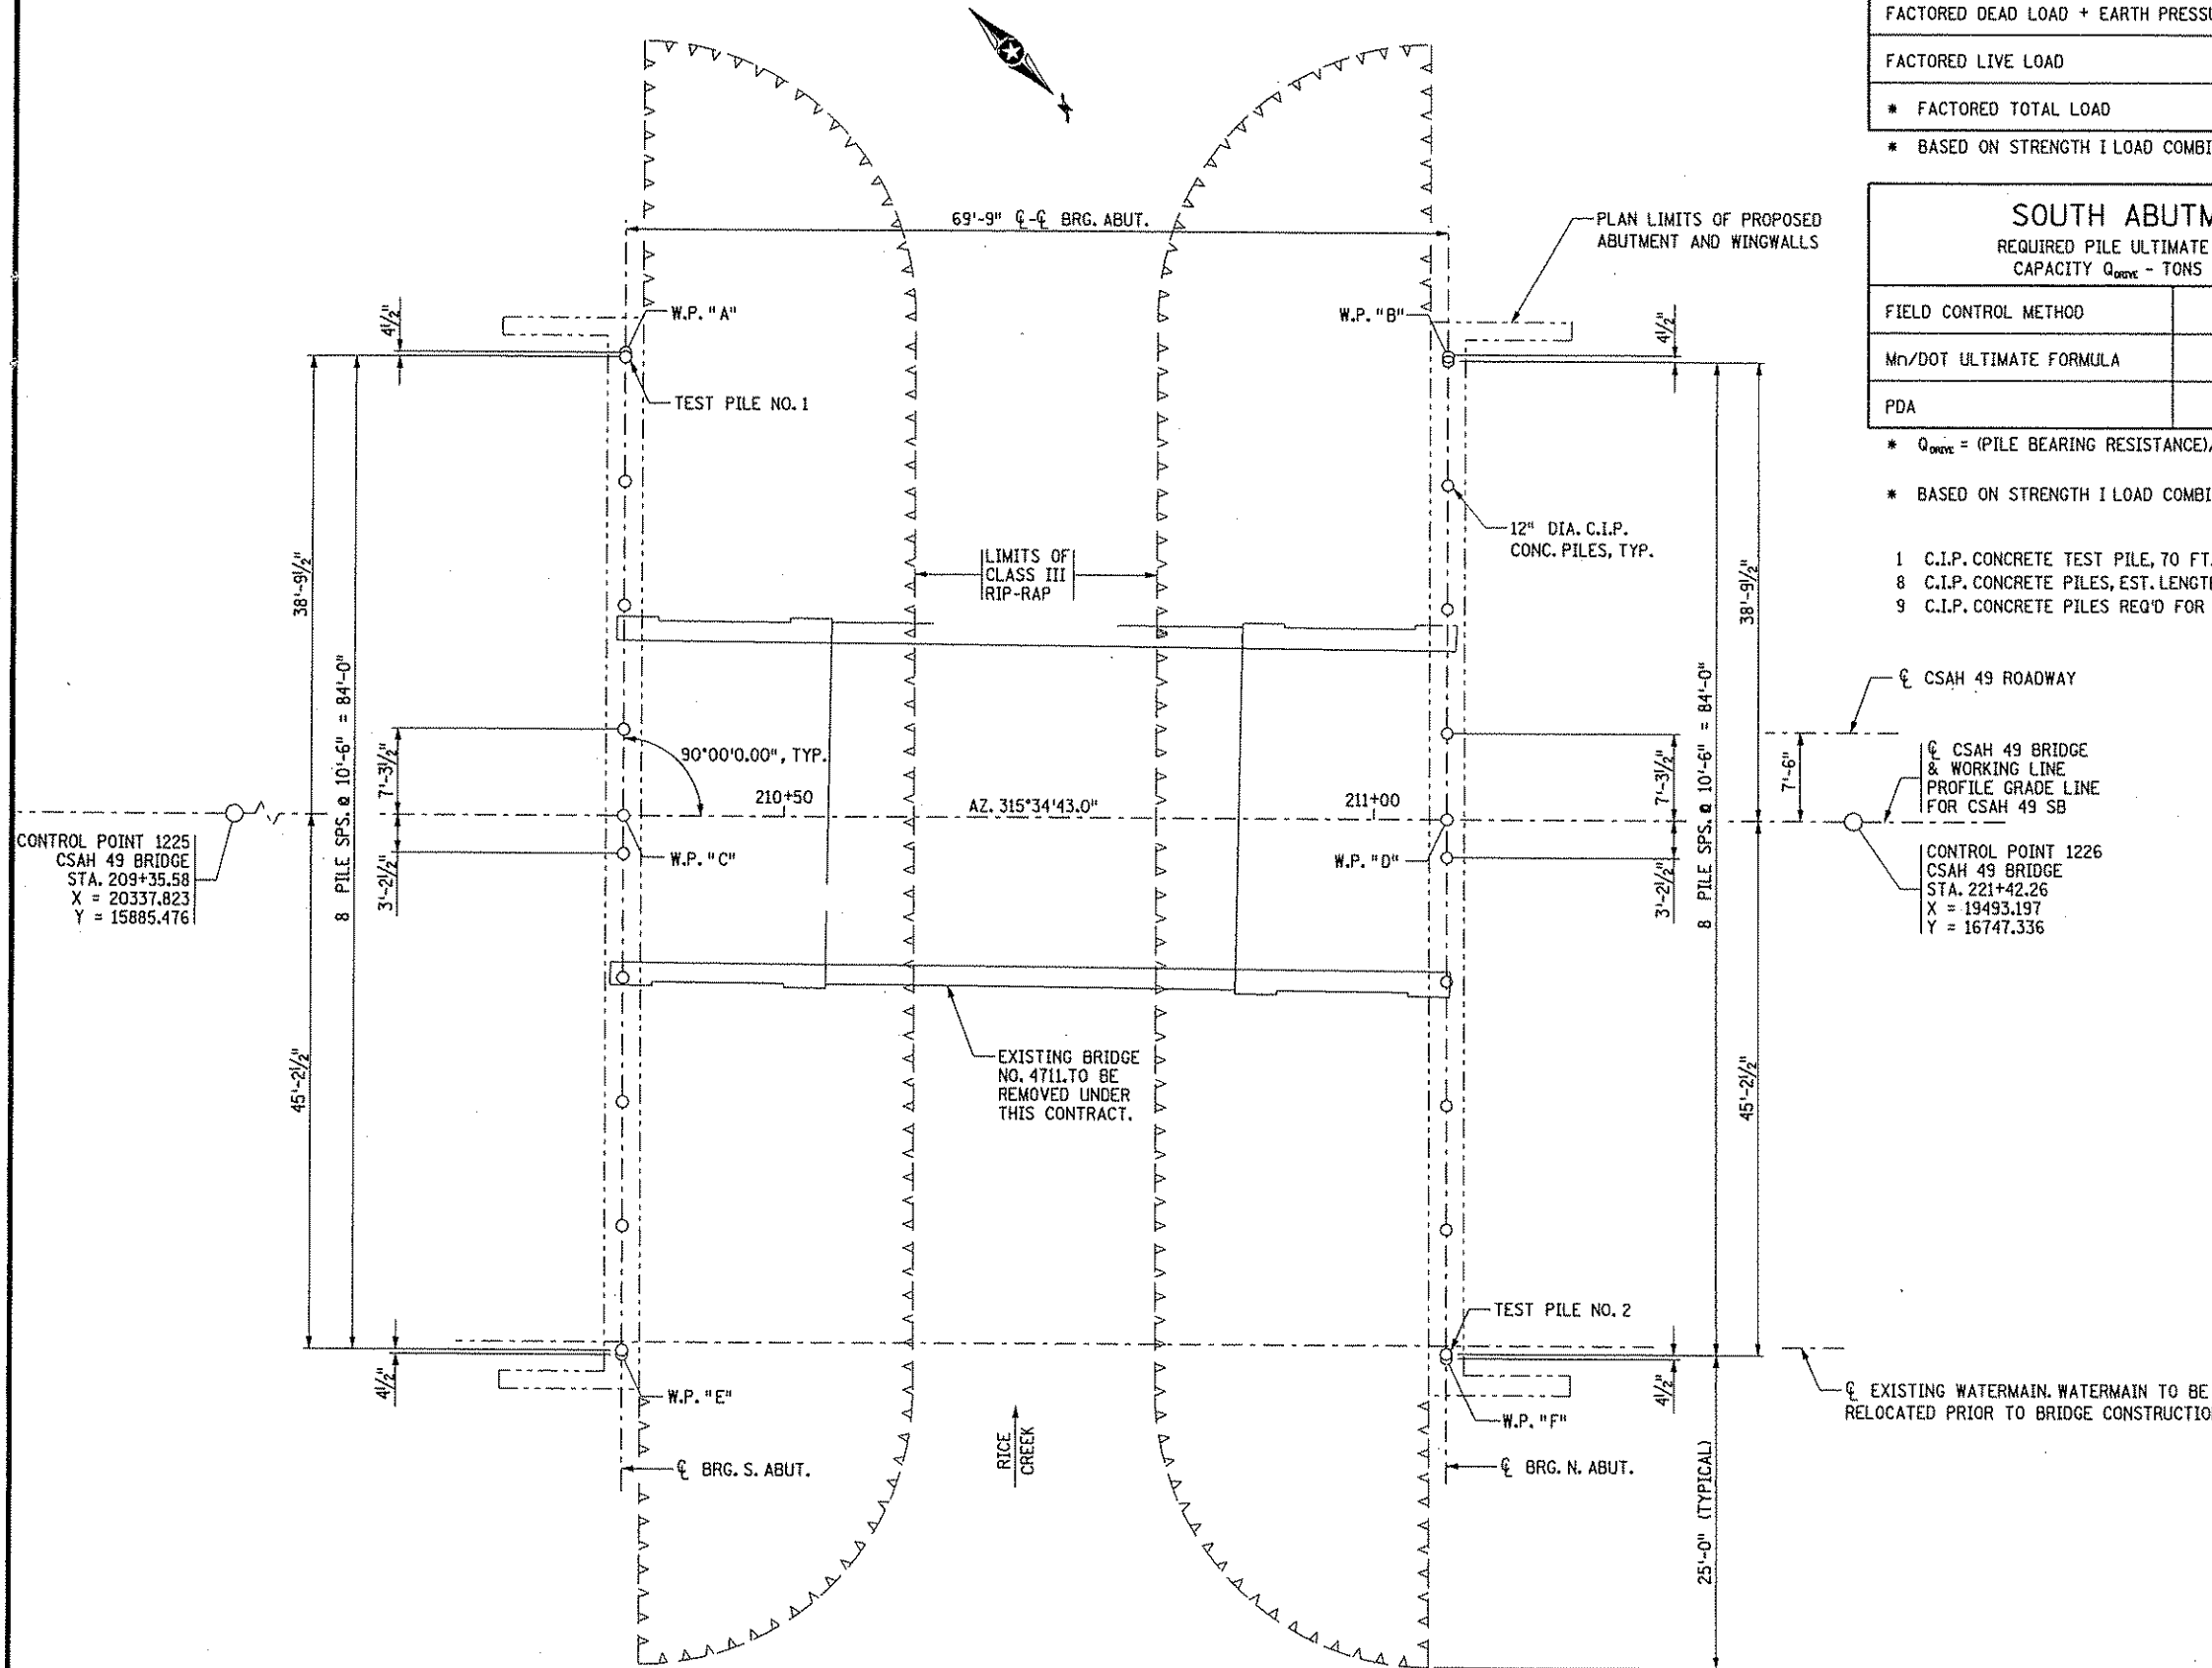 FACTORED DEAD LOAD + EARTH PRESSU
FACTORED LIVE LOAD
* FACTORED TOTAL LOAD
* BASED ON STRENGTH I LOAD COMBI
SOUTH ABUTM
REQUIRED PILE ULTIMATE
CAPACITY QDRIVE - TONS
FIELD CONTROL METHOD
Mn/DOT ULTIMATE FORMULA
PDA
* QDRIVE = (PILE BEARING RESISTANCE)/
* BASED ON STRENGTH I LOAD COMBI
1 C.I.P. CONCRETE TEST PILE, 70 FT.
8 C.I.P. CONCRETE PILES, EST. LENGTH
9 C.I.P. CONCRETE PILES REQ'D FOR
69'-9" ℄-℄ BRG. ABUT.
PLAN LIMITS OF PROPOSED
ABUTMENT AND WINGWALLS
4½"
W.P. "A"
W.P. "B"
4½"
TEST PILE NO. 1
12" DIA. C.I.P.
CONC. PILES, TYP.
LIMITS OF
CLASS III
RIP-RAP
38'-9½"
38'-9½"
8 PILE SPS. @ 10'-6" = 84'-0"
8 PILE SPS. @ 10'-6" = 84'-0"
℄ CSAH 49 ROADWAY
7'-3½"
90°00'0.00", TYP.
7'-3½"
7'-6"
℄ CSAH 49 BRIDGE
& WORKING LINE
PROFILE GRADE LINE
FOR CSAH 49 SB
210+50
AZ. 315°34'43.0"
211+00
CONTROL POINT 1225
CSAH 49 BRIDGE
STA. 209+35.58
X = 20337.823
Y = 15885.476
3'-2½"
W.P. "C"
W.P. "D"
3'-2½"
CONTROL POINT 1226
CSAH 49 BRIDGE
STA. 221+42.26
X = 19493.197
Y = 16747.336
45'-2½"
EXISTING BRIDGE
NO. 4711. TO BE
REMOVED UNDER
THIS CONTRACT.
45'-2½"
TEST PILE NO. 2
4½"
W.P. "E"
W.P. "F"
4½"
℄ EXISTING WATERMAIN. WATERMAIN TO BE
RELOCATED PRIOR TO BRIDGE CONSTRUCTIO
℄ BRG. S. ABUT.
RICE
CREEK
℄ BRG. N. ABUT.
25'-0" (TYPICAL)